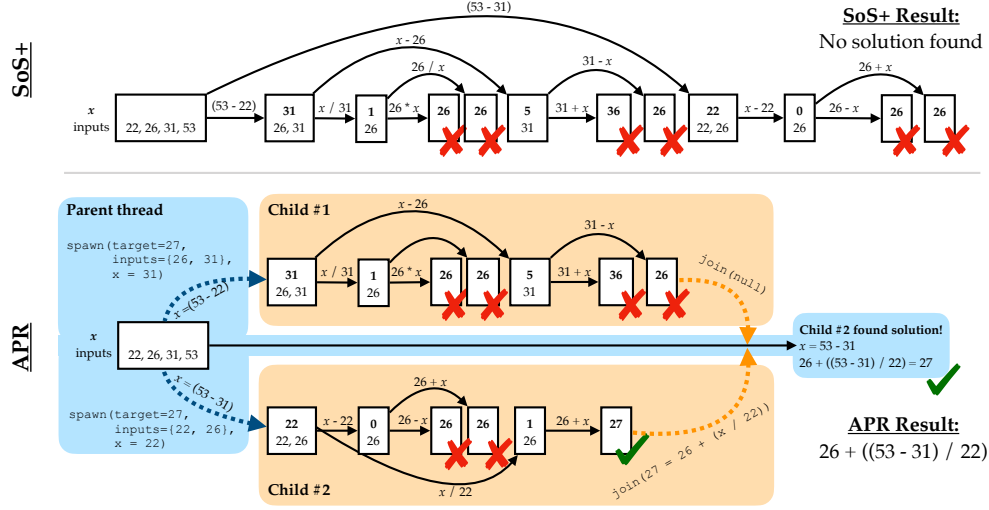 SoS+
(53 - 31)
SoS+ Result:
No solution found
x - 26
26 / x
31 - x
26 + x
x
inputs
22, 26, 31, 53
(53 - 22)
31
26, 31
x / 31
1
26
26 * x
26
26
5
31
31 + x
36
26
22
22, 26
x - 22
0
26
26 - x
26
26
APR
Parent thread
spawn(target=27,
inputs={26, 31},
x = 31)
x =(53 - 22)
x
inputs
22, 26, 31, 53
x =(53 - 31)
spawn(target=27,
inputs={22, 26},
x = 22)
Child #1
x - 26
31 - x
31
26, 31
x / 31
1
26
26 * x
26
26
5
31
31 + x
36
26
join(null)
Child #2 found solution!
x = 53 - 31
26 + ((53 - 31) / 22) = 27
26 + x
22
22, 26
x - 22
0
26
26 - x
26
26
1
26
26 + x
27
x / 22
Child #2
join(27 = 26 + (x / 22))
APR Result:
26 + ((53 - 31) / 22)